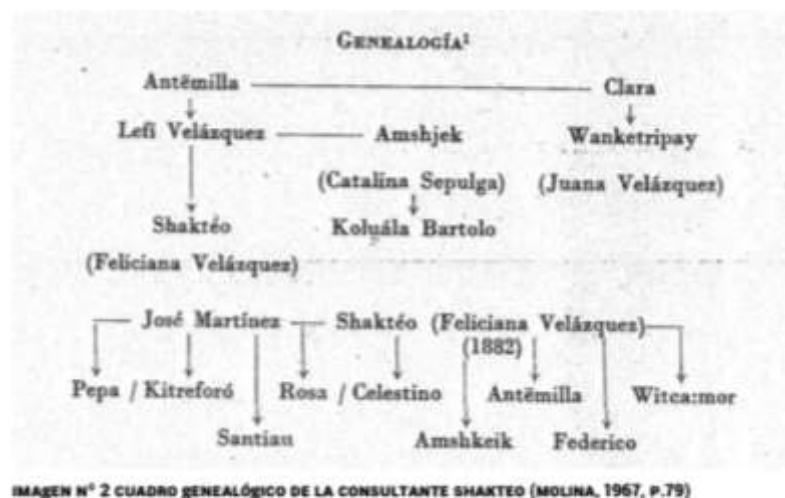 GENEALOGÍA¹
Antëmilla Clara
Lefi Velázquez Amshjek Wanketripay
(Catalina Sepulga) (Juana Velázquez)
Shaktéo Koluála Bartolo
(Feliciana Velázquez)
José Martínez Shaktéo (Feliciana Velázquez)
(1882)
Pepa / Kitreforó Rosa / Celestino Antëmilla Witca:mor
Santiau Amshkeik Federico
IMAGEN Nº 2 CUADRO GENEALÓGICO DE LA CONSULTANTE SHAKTEO (MOLINA, 1967, P.79)